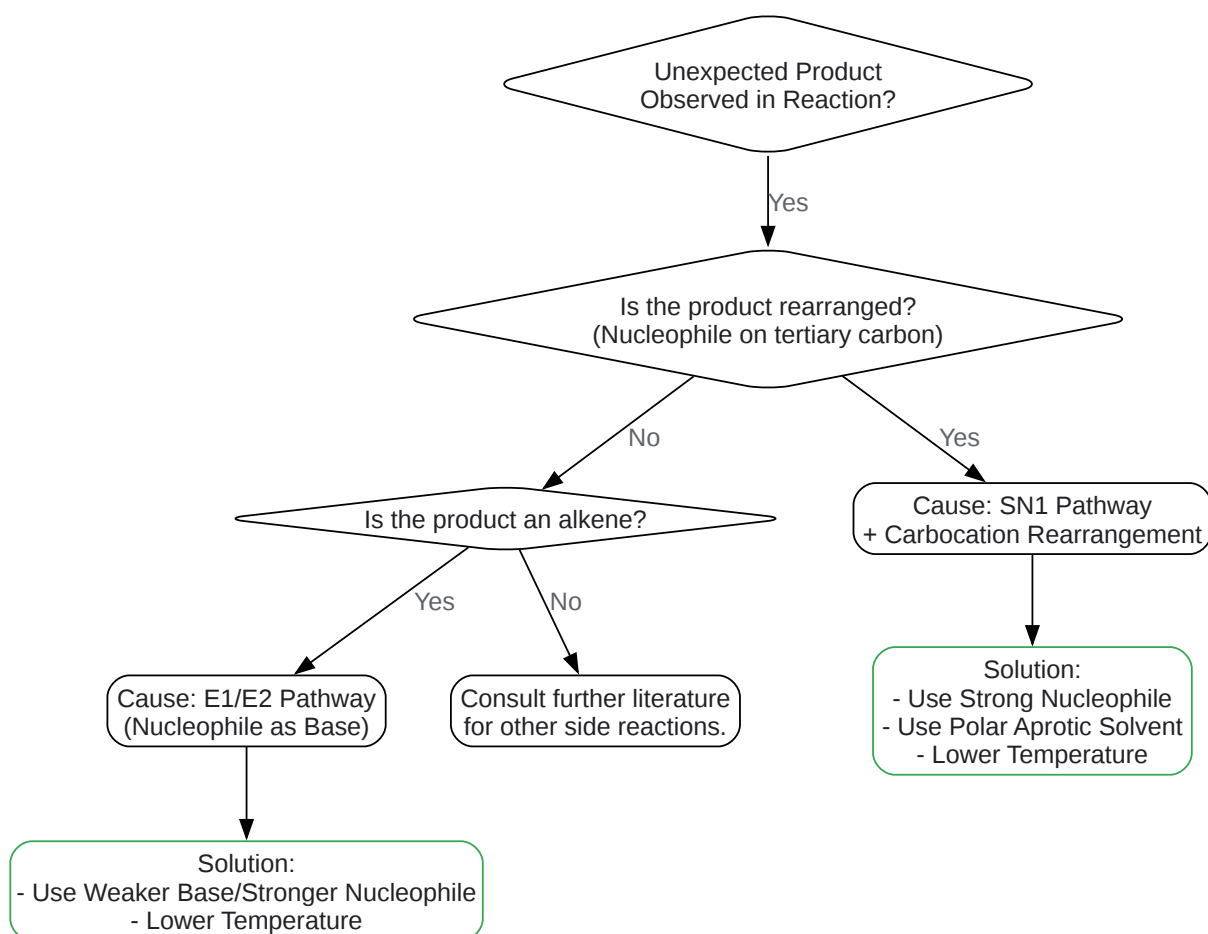 Unexpected Product
Observed in Reaction?
Yes
Is the product rearranged?
(Nucleophile on tertiary carbon)
No
Yes
Is the product an alkene?
Cause: SN1 Pathway
+ Carbocation Rearrangement
Yes
No
Cause: E1/E2 Pathway
(Nucleophile as Base)
Consult further literature
for other side reactions.
Solution:
- Use Strong Nucleophile
- Use Polar Aprotic Solvent
- Lower Temperature
Solution:
- Use Weaker Base/Stronger Nucleophile
- Lower Temperature